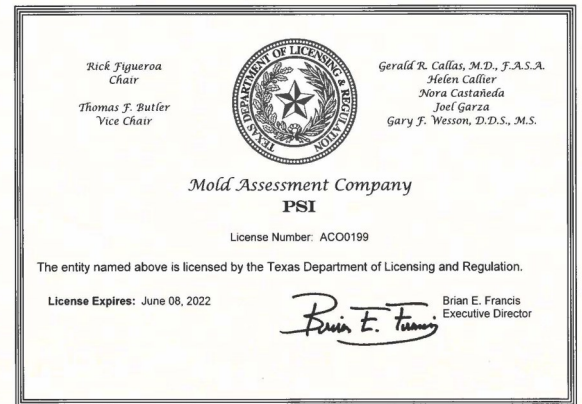 Rick Figueroa
Chair
Thomas F. Butler
Vice Chair
TEXAS DEPARTMENT OF LICENSING & REGULATION
Gerald R. Callas, M.D., F.A.S.A.
Helen Callier
Nora Castañeda
Joel Garza
Gary F. Wesson, D.D.S., M.S.
Mold Assessment Company
PSI
License Number: ACO0199
The entity named above is licensed by the Texas Department of Licensing and Regulation.
License Expires: June 08, 2022
Brian E. Francis
Brian E. Francis
Executive Director